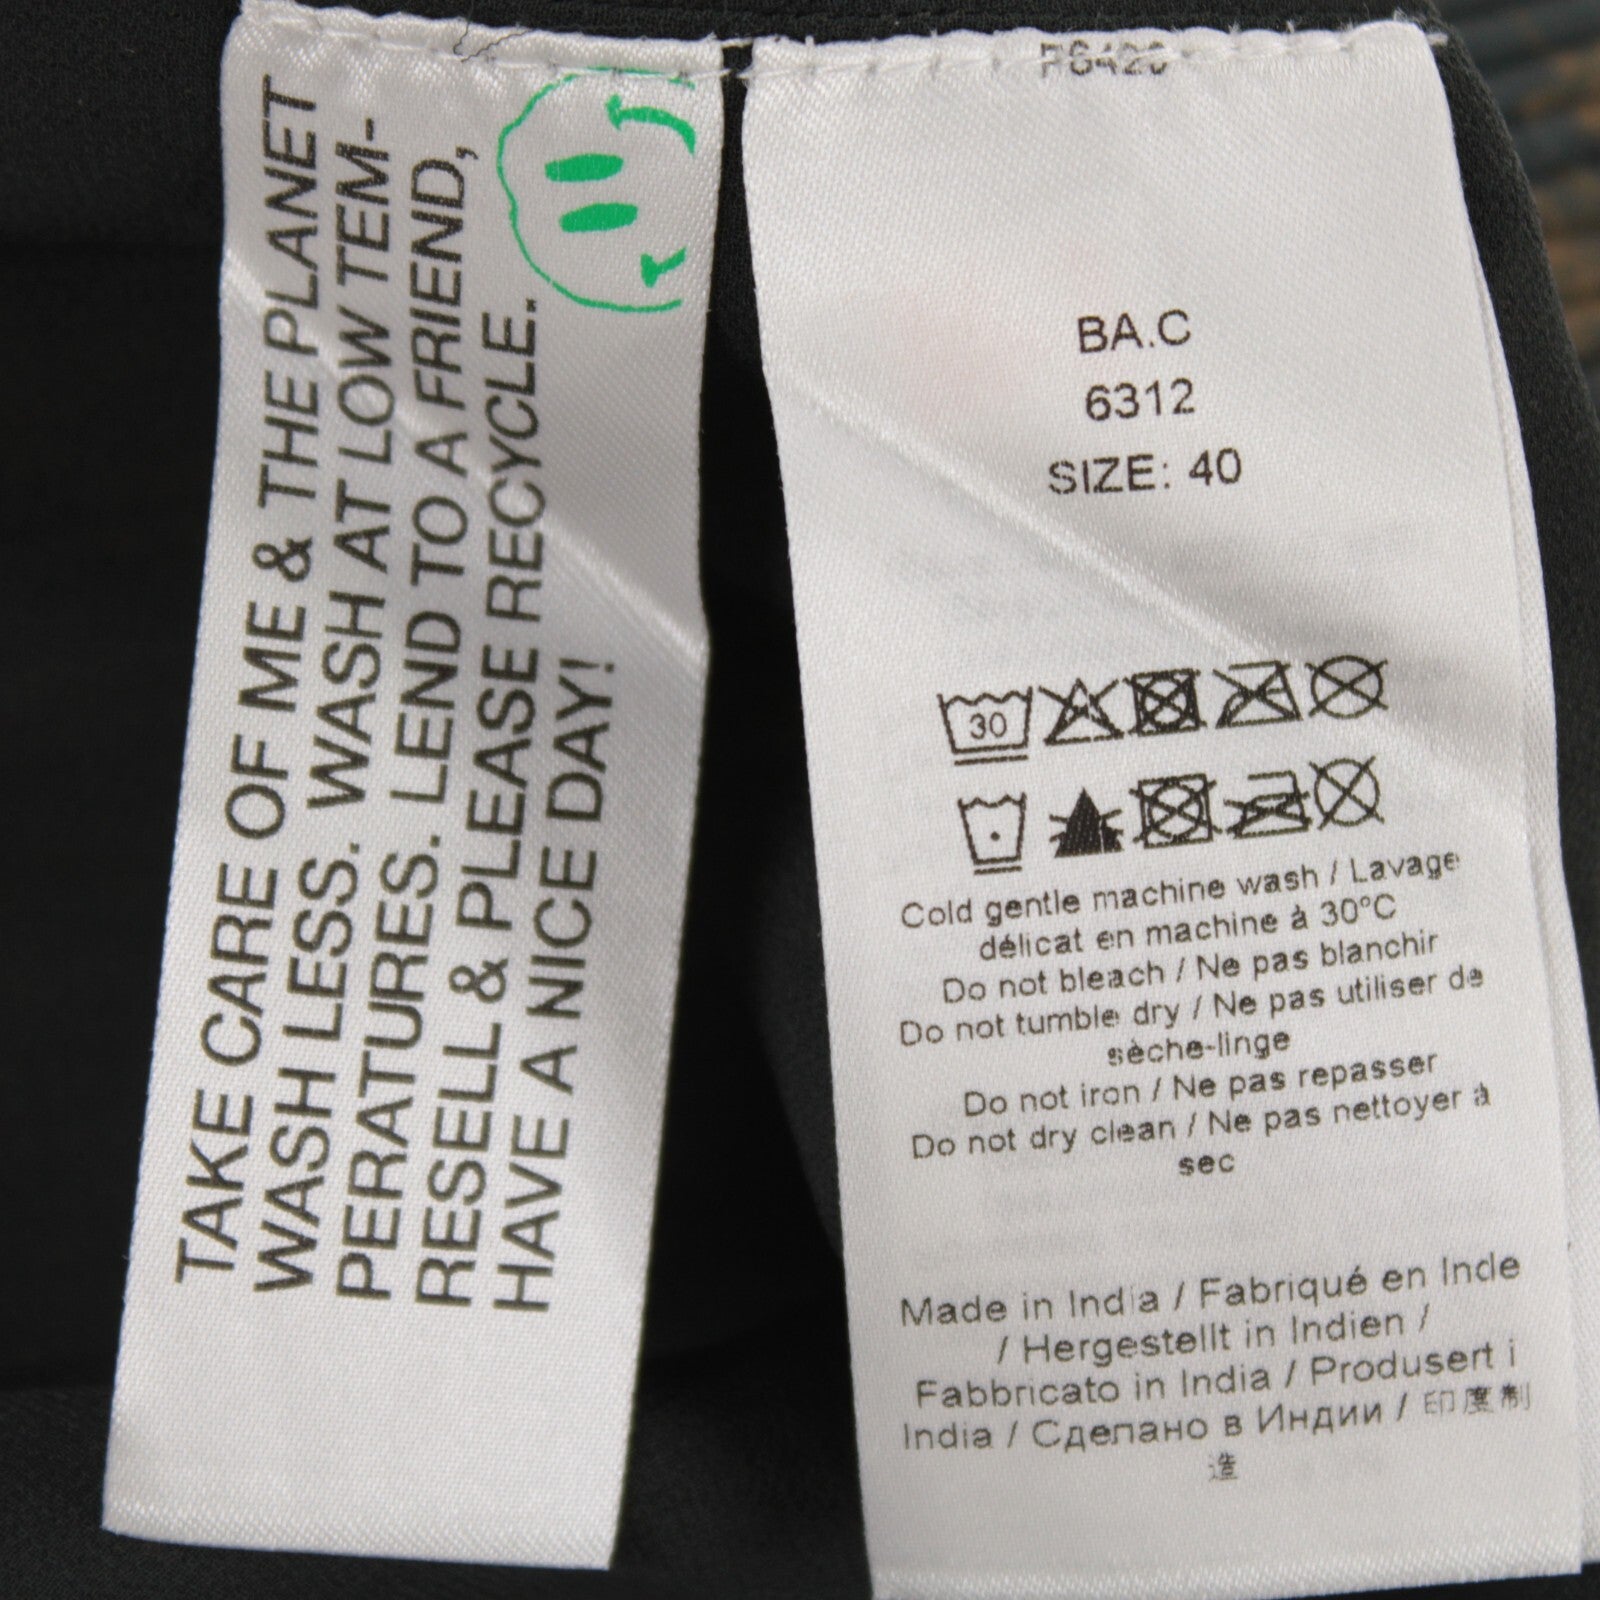 TAKE CARE OF ME & THE PLANET
WASH LESS. WASH AT LOW TEM-
PERATURES. LEND TO A FRIEND,
RESELL & PLEASE RECYCLE.
HAVE A NICE DAY!
BA.C
6312
SIZE: 40
30
Cold gentle machine wash / Lavage
délicat en machine à 30°C
Do not bleach / Ne pas blanchir
Do not tumble dry / Ne pas utiliser de
sèche-linge
Do not iron / Ne pas repasser
Do not dry clean / Ne pas nettoyer à
sec
Made in India / Fabriqué en Inde
/ Hergestellt in Indien /
Fabbricato in India / Produsert i
India / Сделано в Индии / 印度制
造